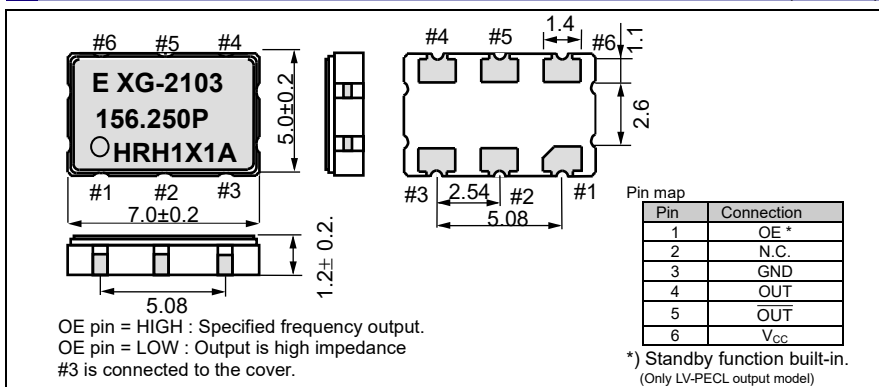 #6 #5 #4
E XG-2103
156.250P
HRH1X1A
5.0±0.2
#1 #2 #3
7.0±0.2
1.2± 0.2.
5.08
#4 #5 #6
1.4
1.1
2.6
#3 #2 #1
2.54
5.08
OE pin = HIGH : Specified frequency output.
OE pin = LOW : Output is high impedance
#3 is connected to the cover.
Pin map
Pin Connection
1 OE *
2 N.C.
3 GND
4 OUT
5 OUT
6 VCC
*) Standby function built-in.
(Only LV-PECL output model)